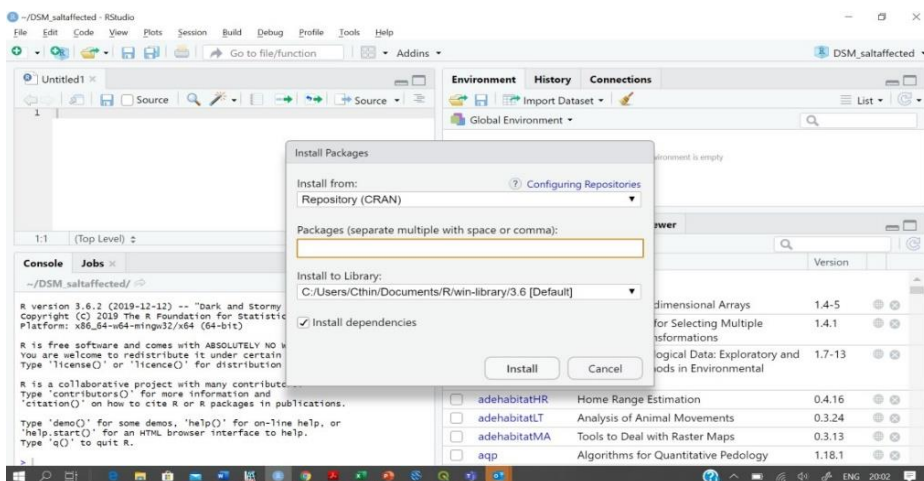 ~/DSM_saltaffected - RStudio
File Edit Code View Plots Session Build Debug Profile Tools Help
Go to file/function
Addins
DSM_saltaffected
Untitled1
Source
Source
1
1:1 (Top Level)
Console Jobs
~/DSM_saltaffected/
R version 3.6.2 (2019-12-12) -- "Dark and Stormy
Copyright (C) 2019 The R Foundation for Statistic
Platform: x86_64-w64-mingw32/x64 (64-bit)
R is free software and comes with ABSOLUTELY NO W
You are welcome to redistribute it under certain
Type 'license()' or 'licence()' for distribution
R is a collaborative project with many contribut
Type 'contributors()' for more information and
'citation()' on how to cite R or R packages in publications.
Type 'demo()' for some demos, 'help()' for on-line help, or
'help.start()' for an HTML browser interface to help.
Type 'q()' to quit R.
>
Environment History Connections
Import Dataset
List
Global Environment
vironment is empty
Install Packages
Install from:
? Configuring Repositories
Repository (CRAN)
Packages (separate multiple with space or comma):
Install to Library:
C:/Users/Cthin/Documents/R/win-library/3.6 [Default]
Install dependencies
Install Cancel
ewer
Version
dimensional Arrays 1.4-5
for Selecting Multiple 1.4.1
nsformations
logical Data: Exploratory and 1.7-13
ods in Environmental
adehabitatHR Home Range Estimation 0.4.16
adehabitatLT Analysis of Animal Movements 0.3.24
adehabitatMA Tools to Deal with Raster Maps 0.3.13
aqp Algorithms for Quantitative Pedology 1.18.1
ENG 20:02